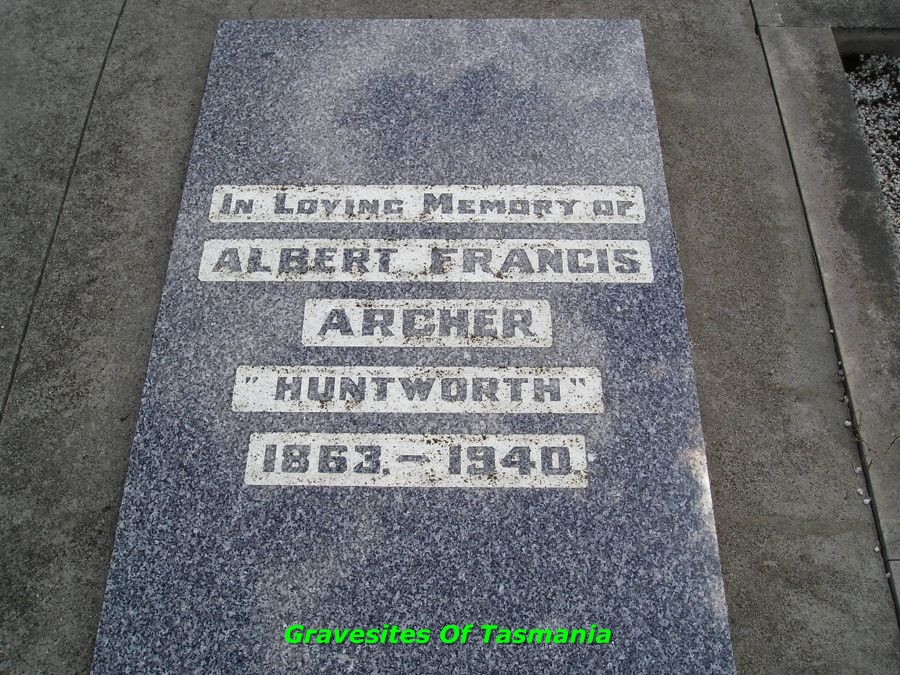 In Loving Memory of
ALBERT FRANCIS
ARCHER
"HUNTWORTH"
1863.-1940.
Gravesites Of Tasmania